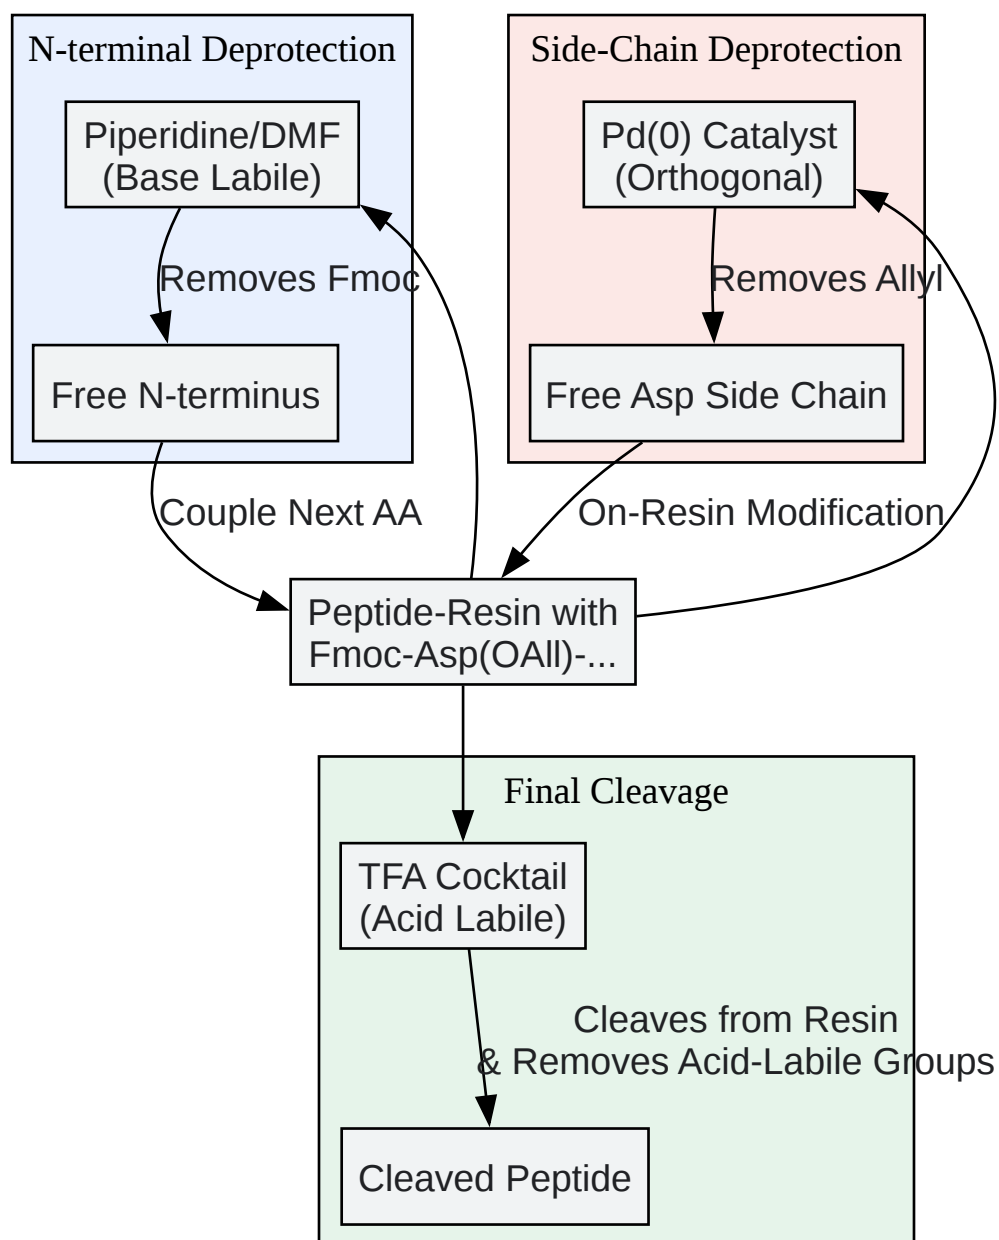 N-terminal Deprotection
Side-Chain Deprotection
Piperidine/DMF
(Base Labile)
Pd(0) Catalyst
(Orthogonal)
Removes Fmoc
Removes Allyl
Free N-terminus
Free Asp Side Chain
Couple Next AA
On-Resin Modification
Peptide-Resin with
Fmoc-Asp(OAll)-...
Final Cleavage
TFA Cocktail
(Acid Labile)
Cleaves from Resin
& Removes Acid-Labile Groups
Cleaved Peptide